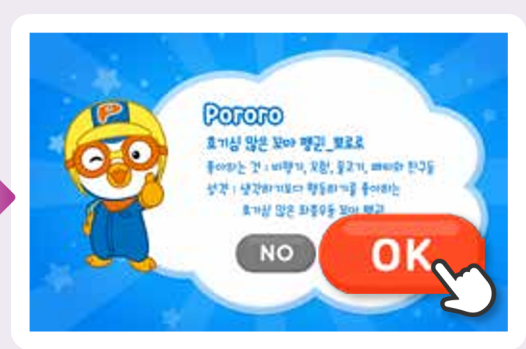 Pororo
호기심 많은 꼬마 펭귄_뽀로로
좋아하는 것 : 비행기, 모험, 물고기, 패티와 친구들
성격 : 생각하기보다 행동하기를 좋아하는
호기심 많은 좌충우돌 꼬마 펭귄
NO
OK